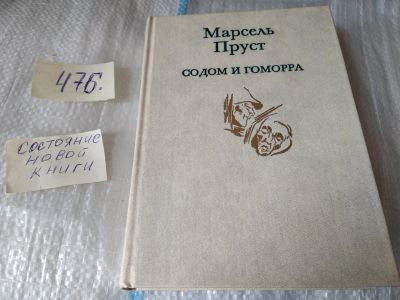 Марсель
Пруст
СОДОМ И ГОМОРРА
476.
СОСТОЯНИЕ
НОВОЙ
КНИГИ